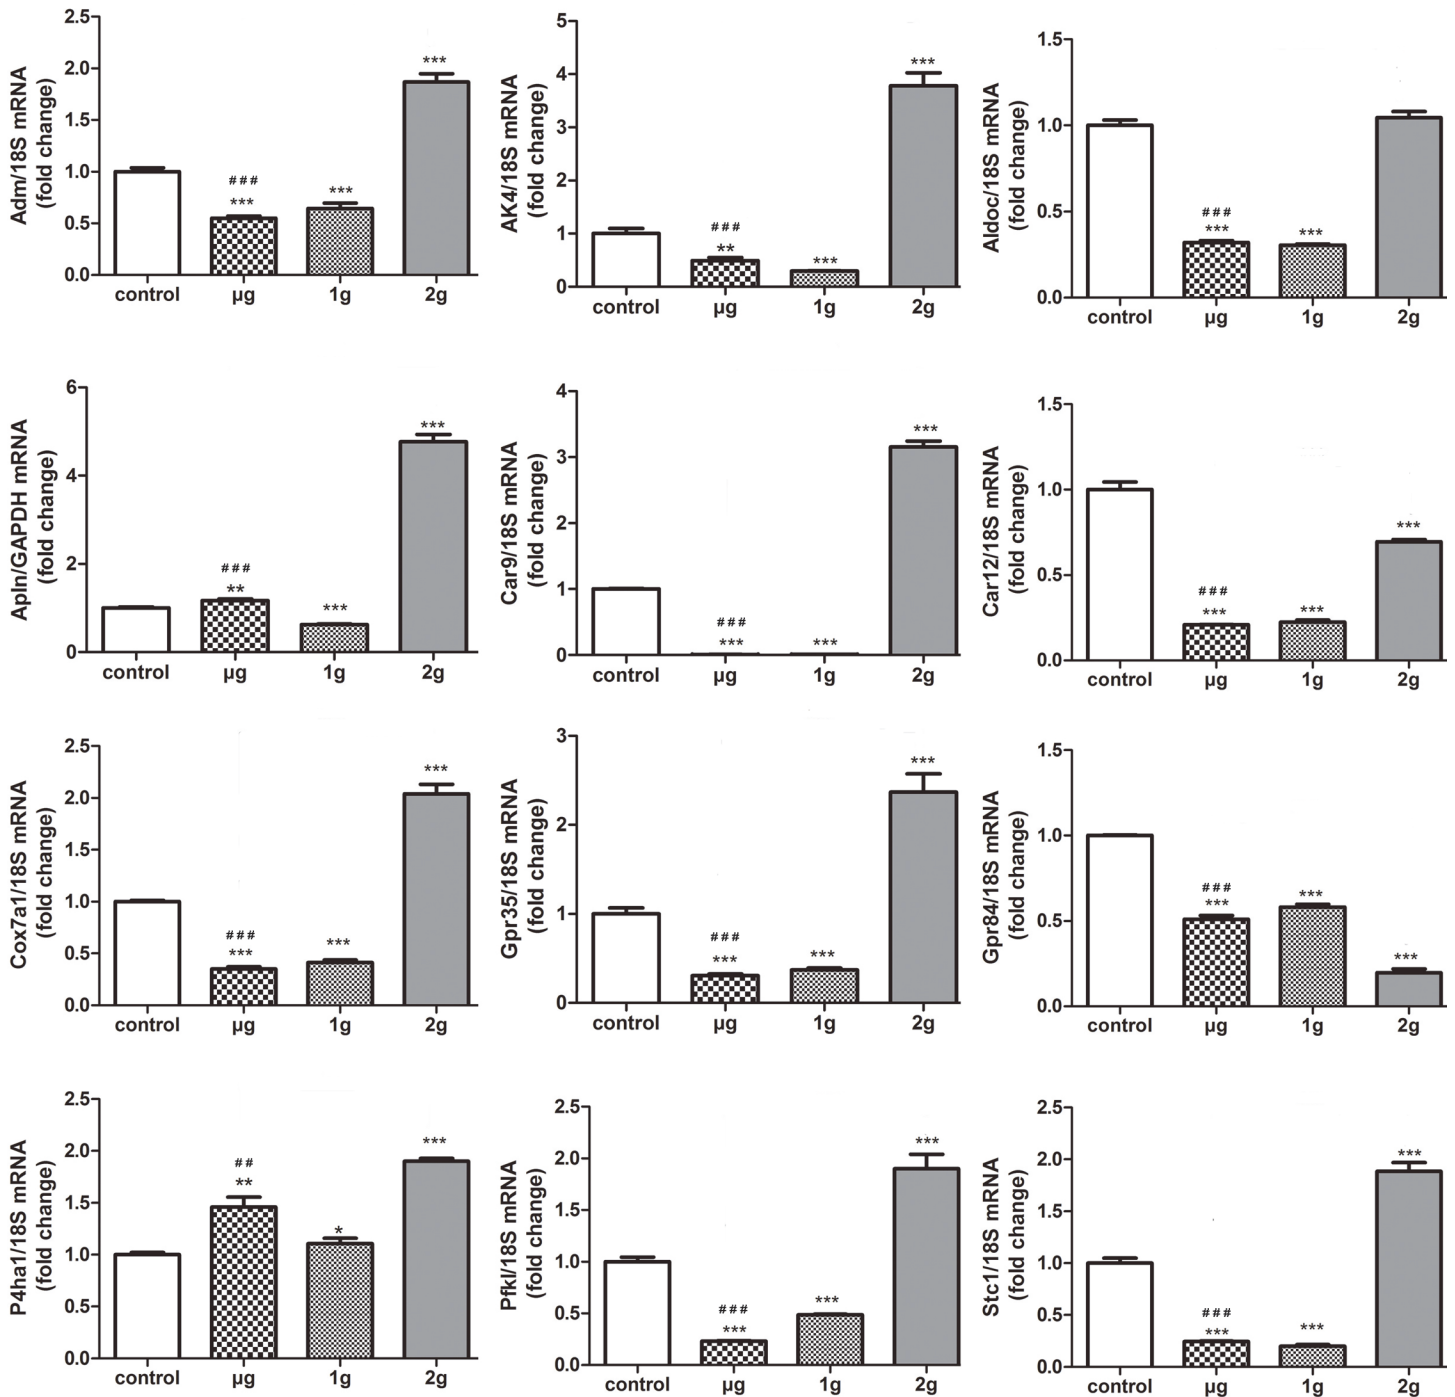 Adm/18S mRNA
(fold change)
2.5
2.0
1.5
1.0
0.5
0.0
###
***
***
***
control
µg
1g
2g
AK4/18S mRNA
(fold change)
5
4
3
2
1
0
###
**
***
***
control
µg
1g
2g
Aldoc/18S mRNA
(fold change)
1.5
1.0
0.5
0.0
###
***
***
control
µg
1g
2g
Apln/GAPDH mRNA
(fold change)
6
4
2
0
###
**
***
***
control
µg
1g
2g
Car9/18S mRNA
(fold change)
4
3
2
1
0
###
***
***
***
control
µg
1g
2g
Car12/18S mRNA
(fold change)
1.5
1.0
0.5
0.0
###
***
***
***
control
µg
1g
2g
Cox7a1/18S mRNA
(fold change)
2.5
2.0
1.5
1.0
0.5
0.0
###
***
***
***
control
µg
1g
2g
Gpr35/18S mRNA
(fold change)
3
2
1
0
###
***
***
***
control
µg
1g
2g
Gpr84/18S mRNA
(fold change)
1.5
1.0
0.5
0.0
###
***
***
***
control
µg
1g
2g
P4ha1/18S mRNA
(fold change)
2.5
2.0
1.5
1.0
0.5
0.0
##
**
*
***
control
µg
1g
2g
Pfkl/18S mRNA
(fold change)
2.5
2.0
1.5
1.0
0.5
0.0
###
***
***
***
control
µg
1g
2g
Stc1/18S mRNA
(fold change)
2.5
2.0
1.5
1.0
0.5
0.0
###
***
***
***
control
µg
1g
2g